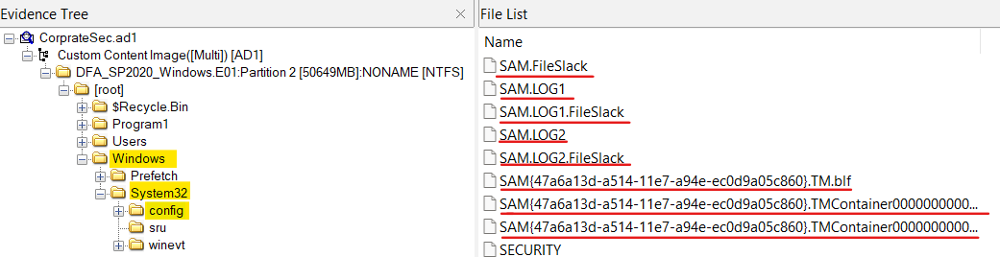 Evidence Tree
CorprateSec.ad1
Custom Content Image([Multi]) [AD1]
DFA_SP2020_Windows.E01:Partition 2 [50649MB]:NONAME [NTFS]
[root]
$Recycle.Bin
Program1
Users
Windows
Prefetch
System32
config
sru
winevt
File List
Name
SAM.FileSlack
SAM.LOG1
SAM.LOG1.FileSlack
SAM.LOG2
SAM.LOG2.FileSlack
SAM{47a6a13d-a514-11e7-a94e-ec0d9a05c860}.TM.blf
SAM{47a6a13d-a514-11e7-a94e-ec0d9a05c860}.TMContainer0000000000...
SAM{47a6a13d-a514-11e7-a94e-ec0d9a05c860}.TMContainer0000000000...
SECURITY